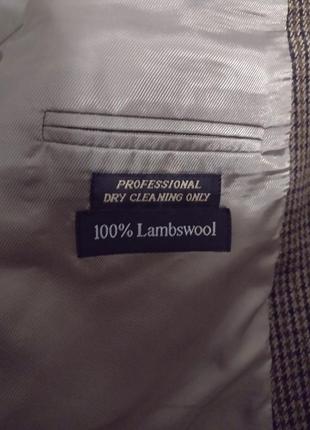 PROFESSIONAL
DRY CLEANING ONLY
100% Lambswool